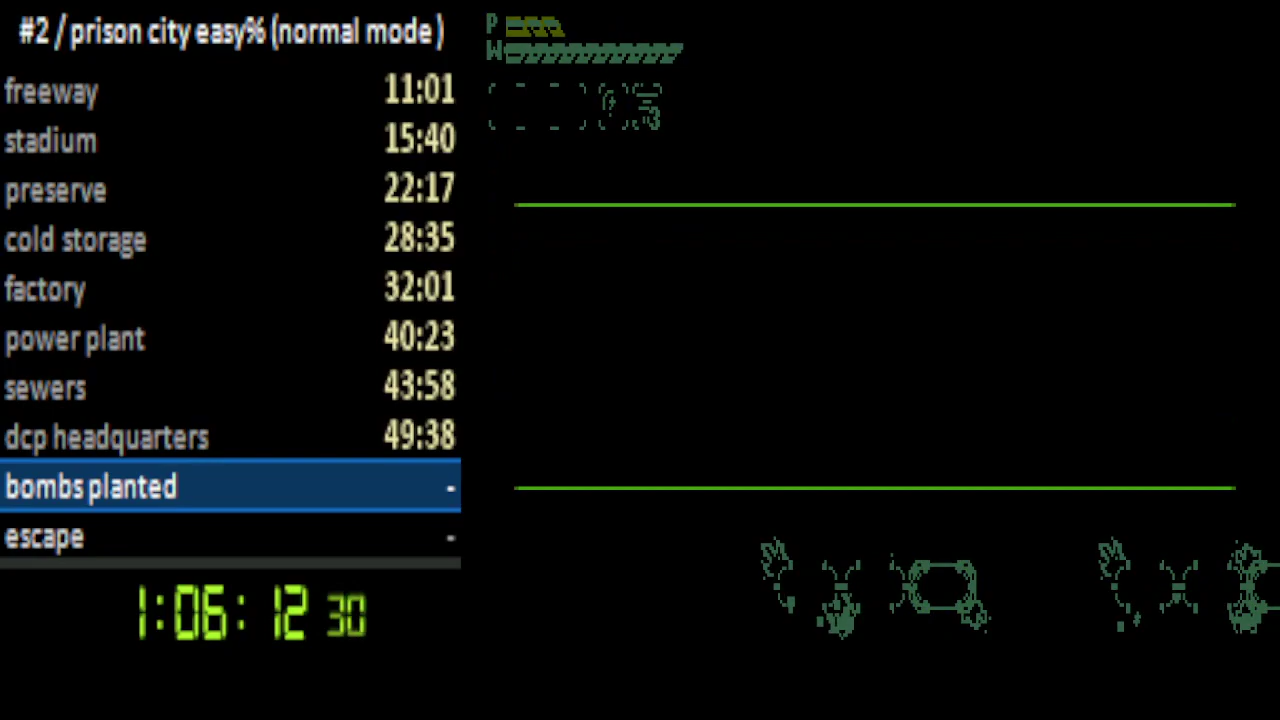 #2 / prison city easy% (normal mode)
freeway 11:01
stadium 15:40
preserve 22:17
cold storage 28:35
factory 32:01
power plant 40:23
sewers 43:58
dcp headquarters 49:38
bombs planted -
escape -
1:06:12 30
P
W
3